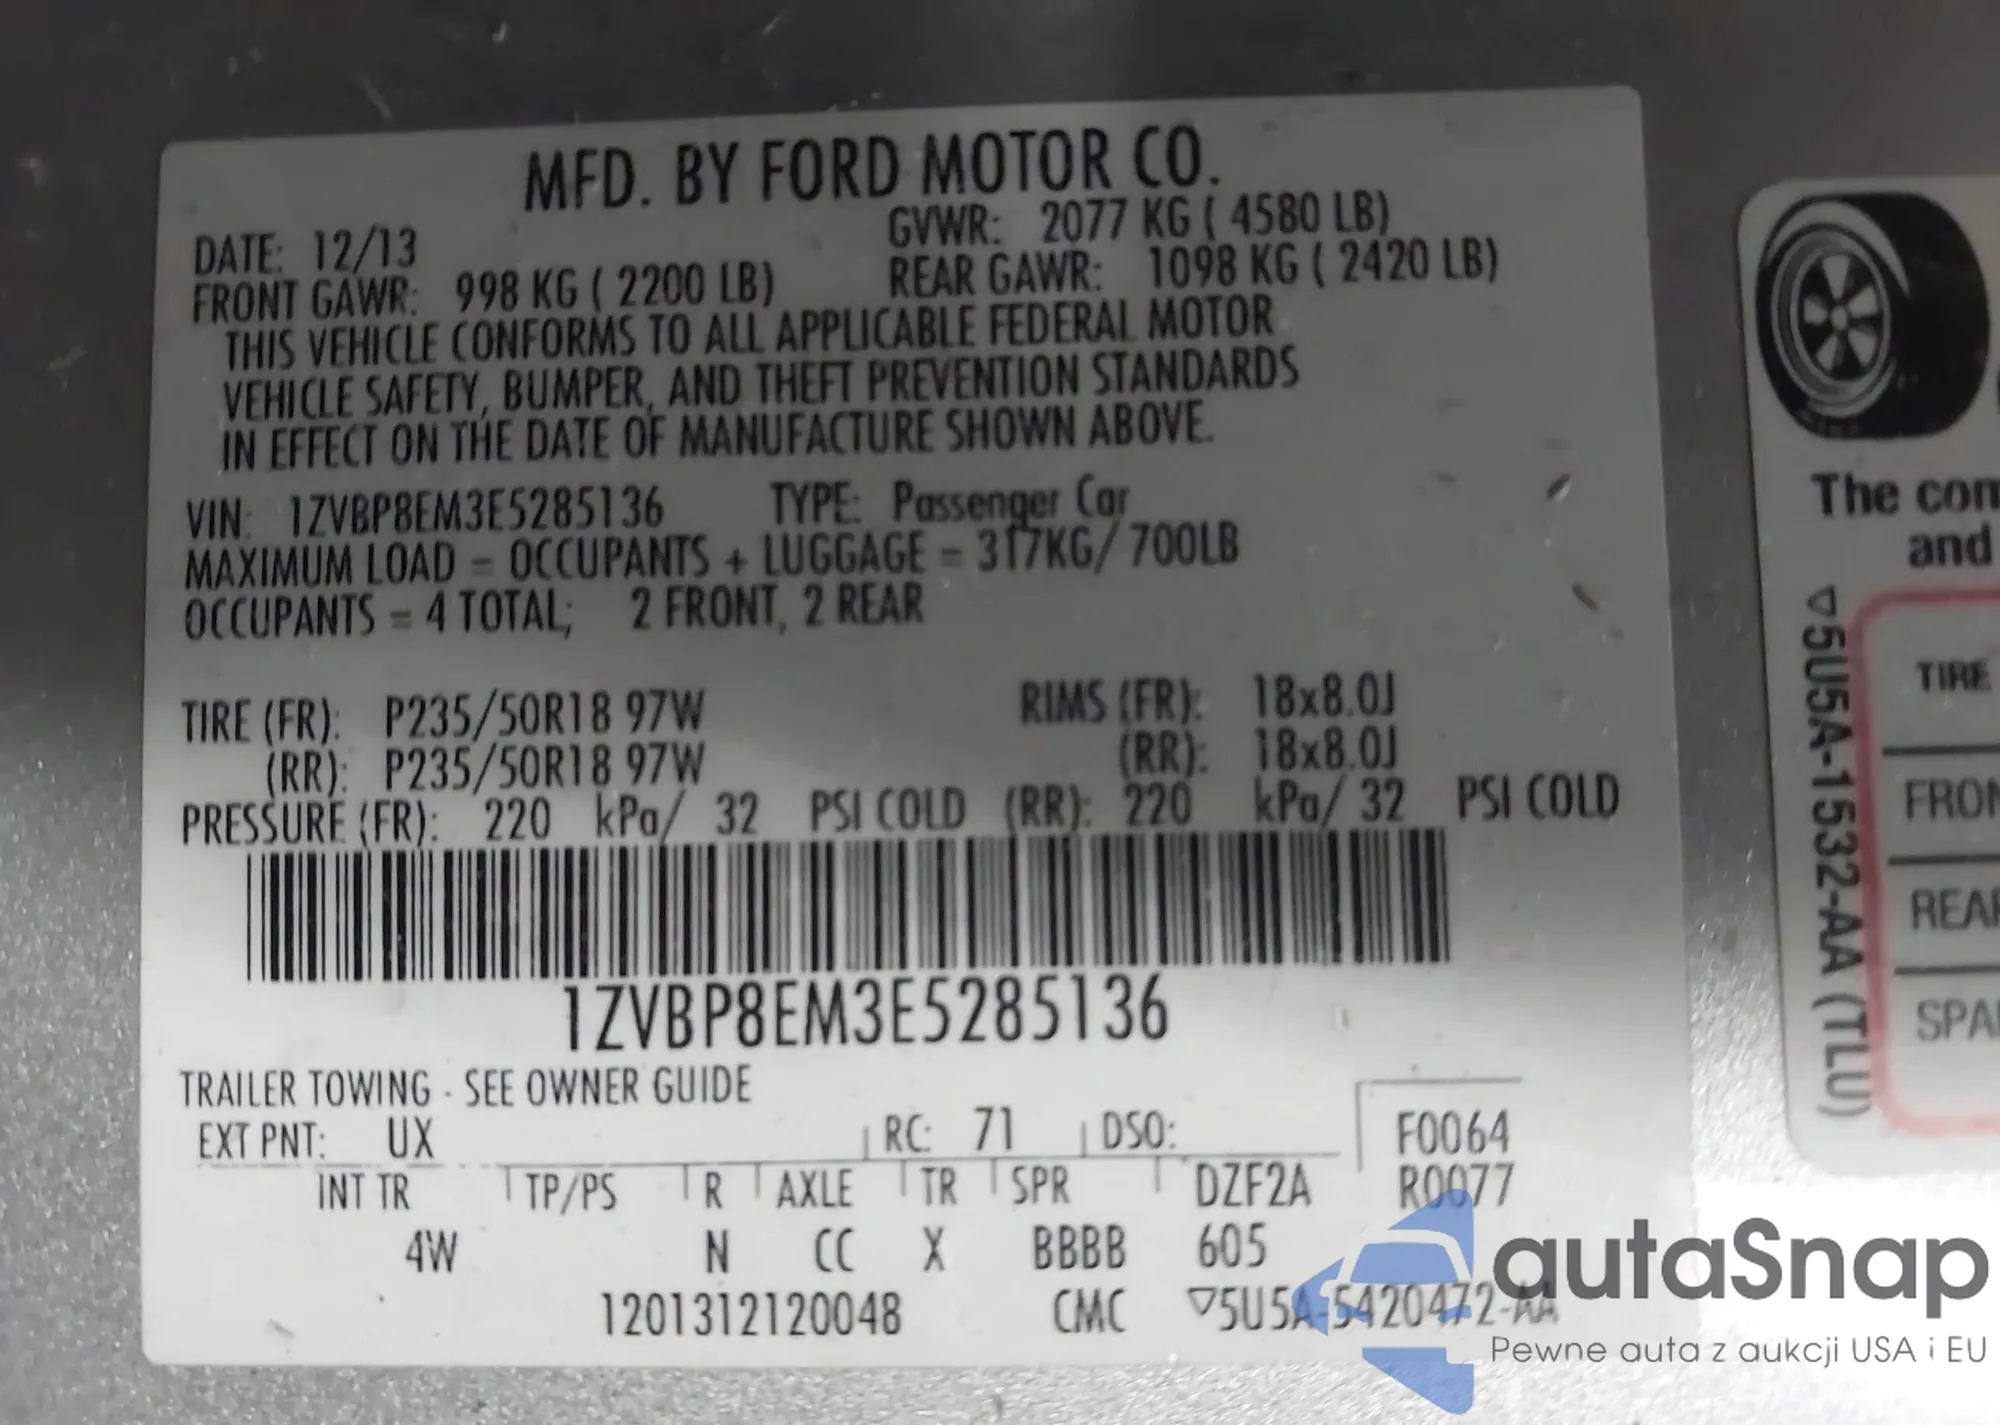 MFD. BY FORD MOTOR CO.
DATE: 12/13 GVWR: 2077 KG ( 4580 LB)
FRONT GAWR: 998 KG ( 2200 LB) REAR GAWR: 1098 KG ( 2420 LB)
THIS VEHICLE CONFORMS TO ALL APPLICABLE FEDERAL MOTOR
VEHICLE SAFETY, BUMPER, AND THEFT PREVENTION STANDARDS
IN EFFECT ON THE DATE OF MANUFACTURE SHOWN ABOVE.
VIN: 1ZVBP8EM3E5285136 TYPE: Passenger Car
MAXIMUM LOAD = OCCUPANTS + LUGGAGE = 317KG/ 700LB
OCCUPANTS = 4 TOTAL; 2 FRONT, 2 REAR
TIRE (FR): P235/50R18 97W RIMS (FR): 18x8.0J
(RR): P235/50R18 97W (RR): 18x8.0J
PRESSURE (FR): 220 kPa/ 32 PSI COLD (RR): 220 kPa/ 32 PSI COLD
1ZVBP8EM3E5285136
TRAILER TOWING - SEE OWNER GUIDE
EXT PNT: UX RC: 71 DSO: F0064
INT TR TP/PS R AXLE TR SPR DZF2A R0077
4W N CC X BBBB 605
1201312120048 CMC ▽5U5A-5420472-AA
The com
and
▽5U5A-1532-AA (TLU)
TIRE
FRON
REAR
SPAR
autaSnap
Pewne auta z aukcji USA i EU